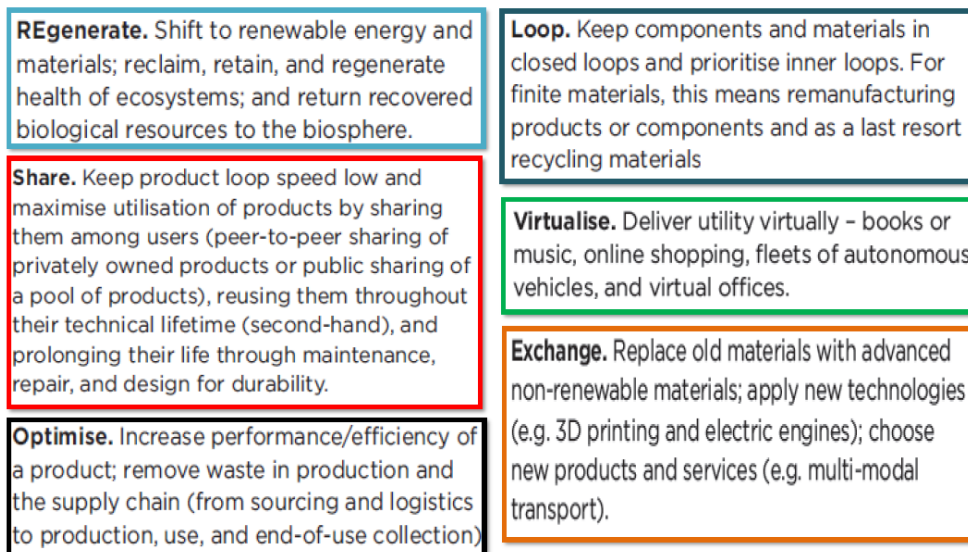 REgenerate. Shift to renewable energy and
materials; reclaim, retain, and regenerate
health of ecosystems; and return recovered
biological resources to the biosphere.
Share. Keep product loop speed low and
maximise utilisation of products by sharing
them among users (peer-to-peer sharing of
privately owned products or public sharing of
a pool of products), reusing them throughout
their technical lifetime (second-hand), and
prolonging their life through maintenance,
repair, and design for durability.
Optimise. Increase performance/efficiency of
a product; remove waste in production and
the supply chain (from sourcing and logistics
to production, use, and end-of-use collection)
Loop. Keep components and materials in
closed loops and prioritise inner loops. For
finite materials, this means remanufacturing
products or components and as a last resort
recycling materials
Virtualise. Deliver utility virtually – books or
music, online shopping, fleets of autonomous
vehicles, and virtual offices.
Exchange. Replace old materials with advanced
non-renewable materials; apply new technologies
(e.g. 3D printing and electric engines); choose
new products and services (e.g. multi-modal
transport).